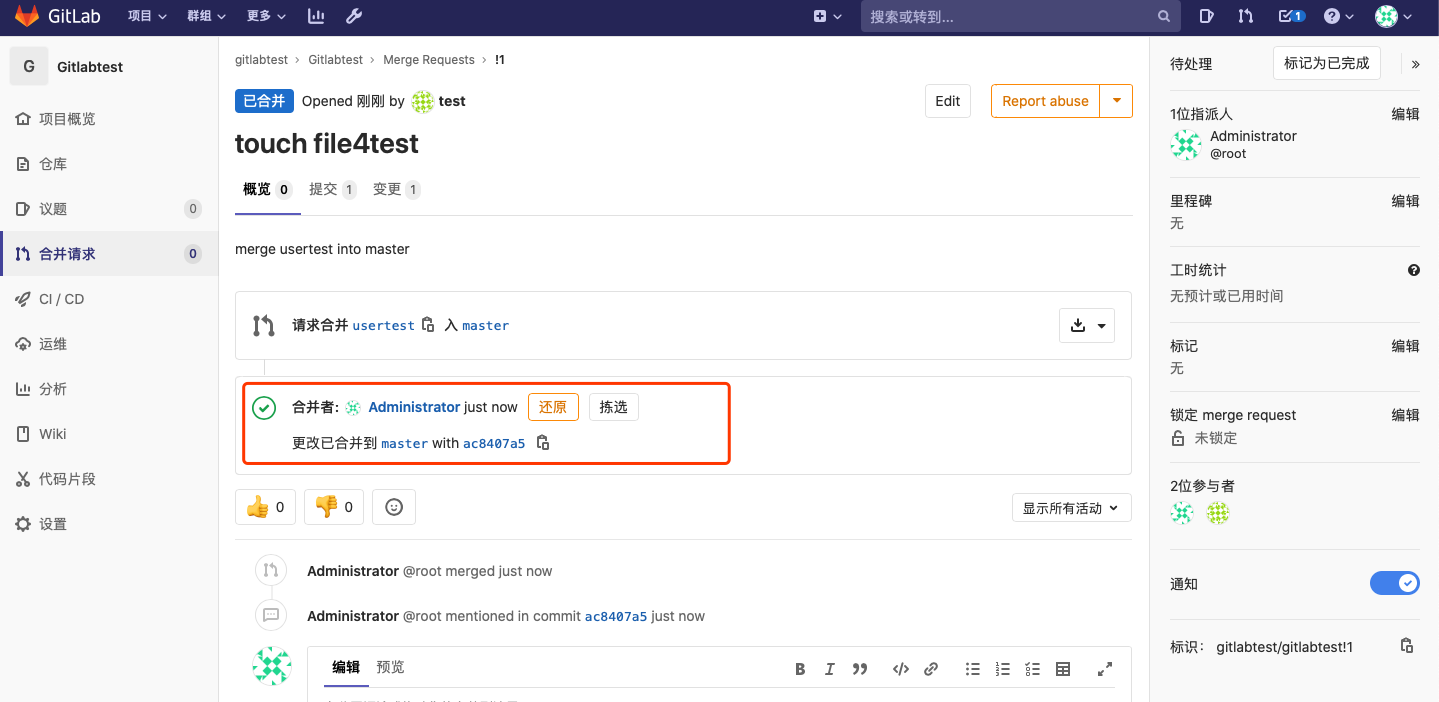 GitLab 项目 群组 更多 搜索或转到... 1
G Gitlabtest
项目概览
仓库
议题 0
合并请求 0
CI / CD
运维
分析
Wiki
代码片段
设置
gitlabtest › Gitlabtest › Merge Requests › !1
已合并 Opened 刚刚 by test Edit Report abuse
touch file4test
概览 0 提交 1 变更 1
merge usertest into master
请求合并 usertest 入 master
合并者: Administrator just now 还原 拣选
更改已合并到 master with ac8407a5
0 0 显示所有活动
Administrator @root merged just now
Administrator @root mentioned in commit ac8407a5 just now
编辑 预览
待处理 标记为已完成 »
1位指派人 编辑
Administrator
@root
里程碑 编辑
无
工时统计
无预计或已用时间
标记 编辑
无
锁定 merge request 编辑
未锁定
2位参与者
通知
标识： gitlabtest/gitlabtest!1